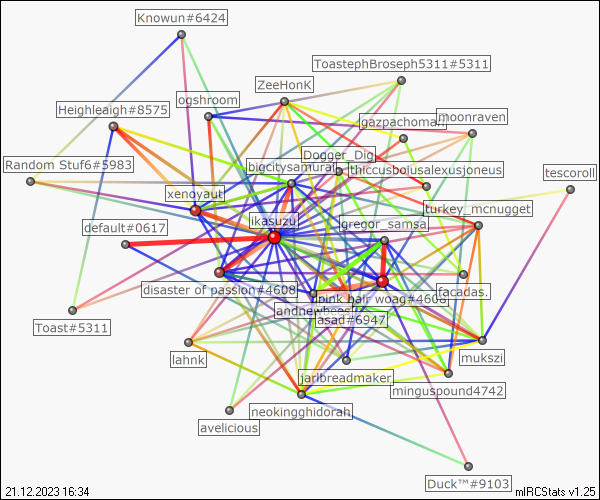 Knowun#6424
ToastephBroseph5311#5311
ZeeHonK
ogshroom
Heighleaigh#8575
gazpachoman
moonraven
Dogger_Dig
Random Stuf6#5983
bigcitysamurai
thiccusboiusalexusjoneus
tescoroll
xenoyaut
ikasuzu
gregor_samsa
turkey_mcnugget
default#0617
disaster of passion#4608
pink hair woag#4608
facadas.
andnewhees
asad#6947
Toast#5311
lahnk
mukszi
jarlbreadmaker
minguspound4742
neokingghidorah
avelicious
Duck™#9103
21.12.2023 16:34
mIRCStats v1.25